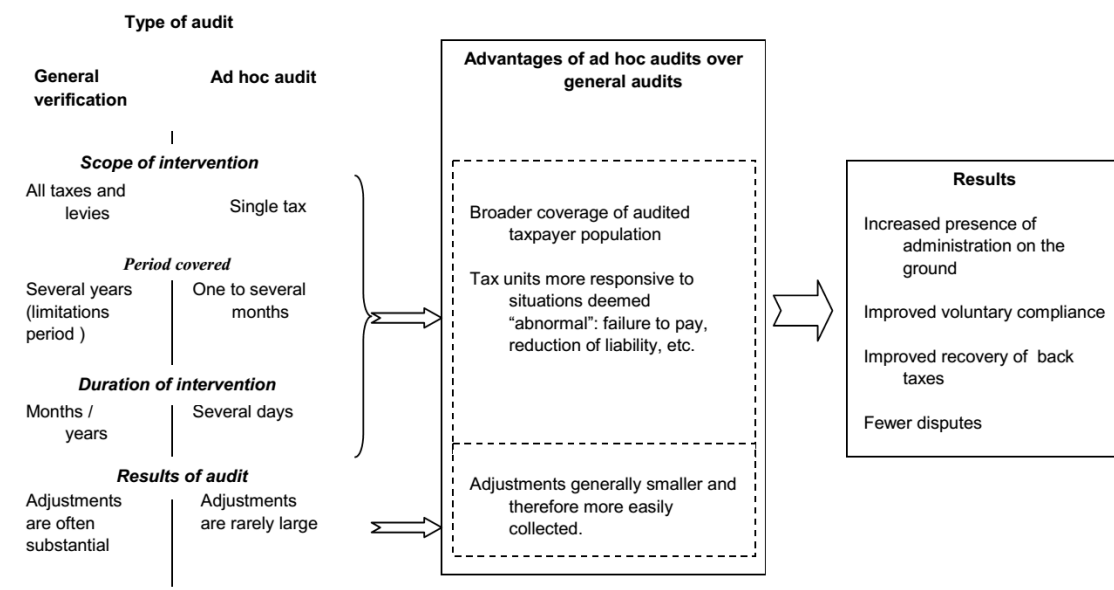 Type of audit
General
verification
Ad hoc audit
Scope of intervention
All taxes and
levies
Single tax
Period covered
Several years
(limitations
period )
One to several
months
Duration of intervention
Months /
years
Several days
Results of audit
Adjustments
are often
substantial
Adjustments
are rarely large
Advantages of ad hoc audits over
general audits
Broader coverage of audited
taxpayer population
Tax units more responsive to
situations deemed
“abnormal”: failure to pay,
reduction of liability, etc.
Adjustments generally smaller and
therefore more easily
collected.
Results
Increased presence of
administration on the
ground
Improved voluntary compliance
Improved recovery of back
taxes
Fewer disputes